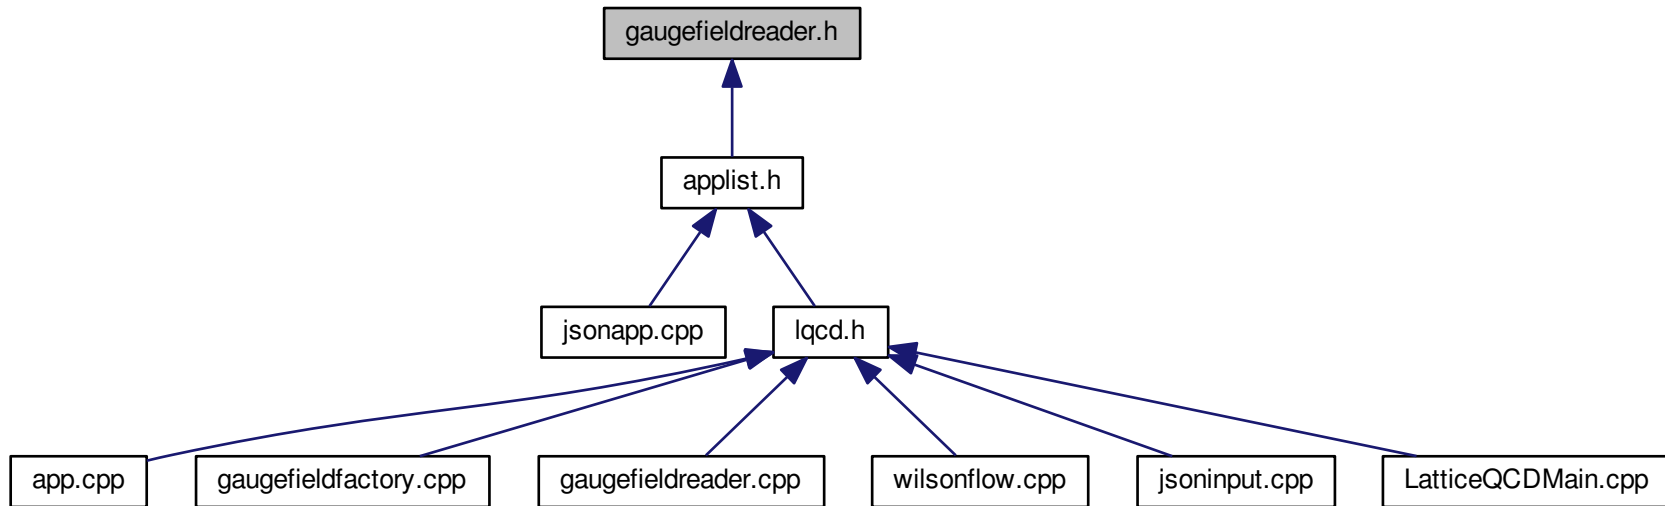 gaugefieldreader.h
applist.h
jsonapp.cpp
lqcd.h
app.cpp
gaugefieldfactory.cpp
gaugefieldreader.cpp
wilsonflow.cpp
jsoninput.cpp
LatticeQCDMain.cpp